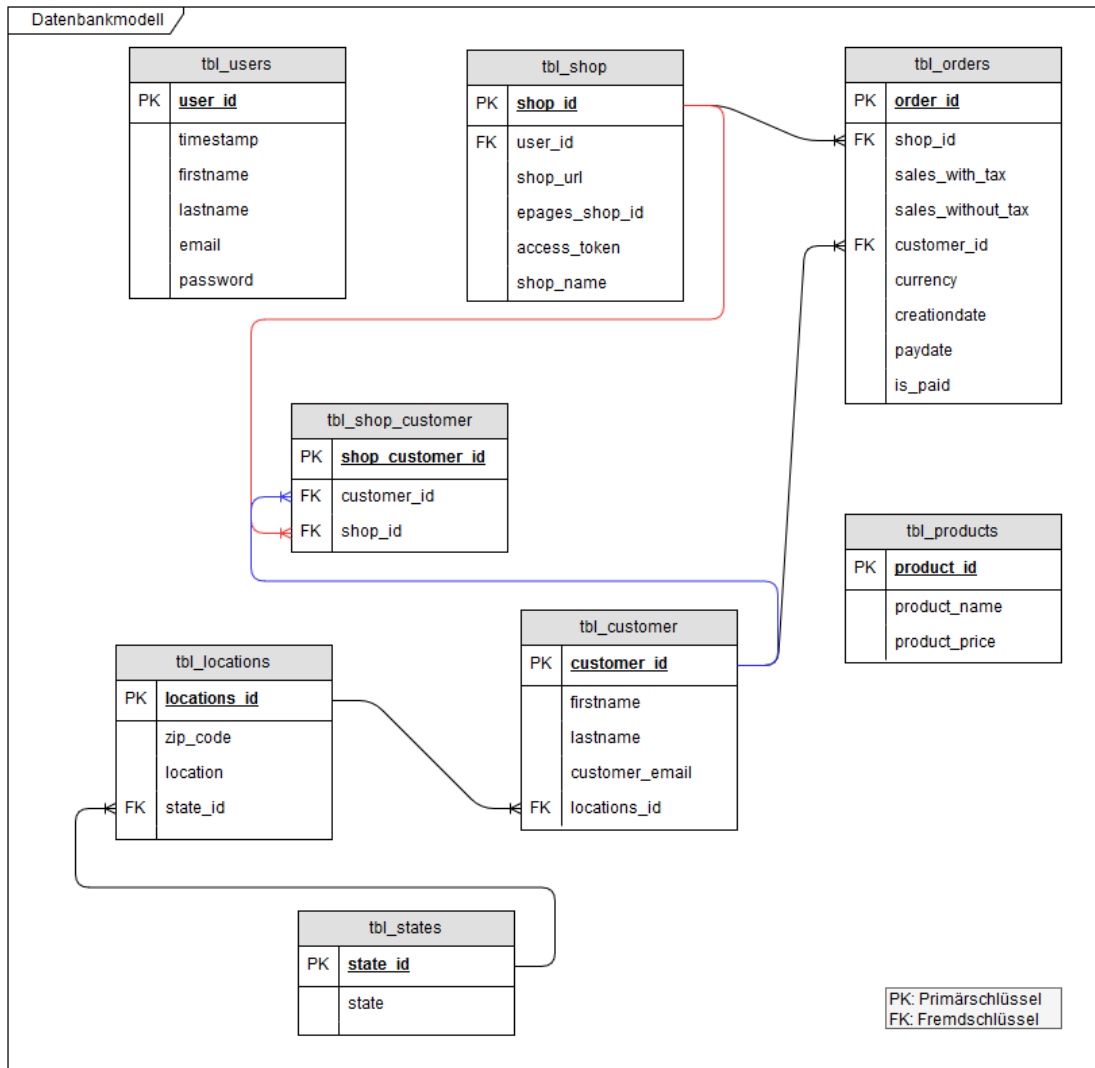 Datenbankmodell
tbl_users
PK user_id
timestamp
firstname
lastname
email
password
tbl_shop
PK shop_id
FK user_id
shop_url
epages_shop_id
access_token
shop_name
tbl_orders
PK order_id
FK shop_id
sales_with_tax
sales_without_tax
FK customer_id
currency
creationdate
paydate
is_paid
tbl_shop_customer
PK shop_customer_id
FK customer_id
FK shop_id
tbl_products
PK product_id
product_name
product_price
tbl_customer
PK customer_id
firstname
lastname
customer_email
FK locations_id
tbl_locations
PK locations_id
zip_code
location
FK state_id
tbl_states
PK state_id
state
PK: Primärschlüssel
FK: Fremdschlüssel